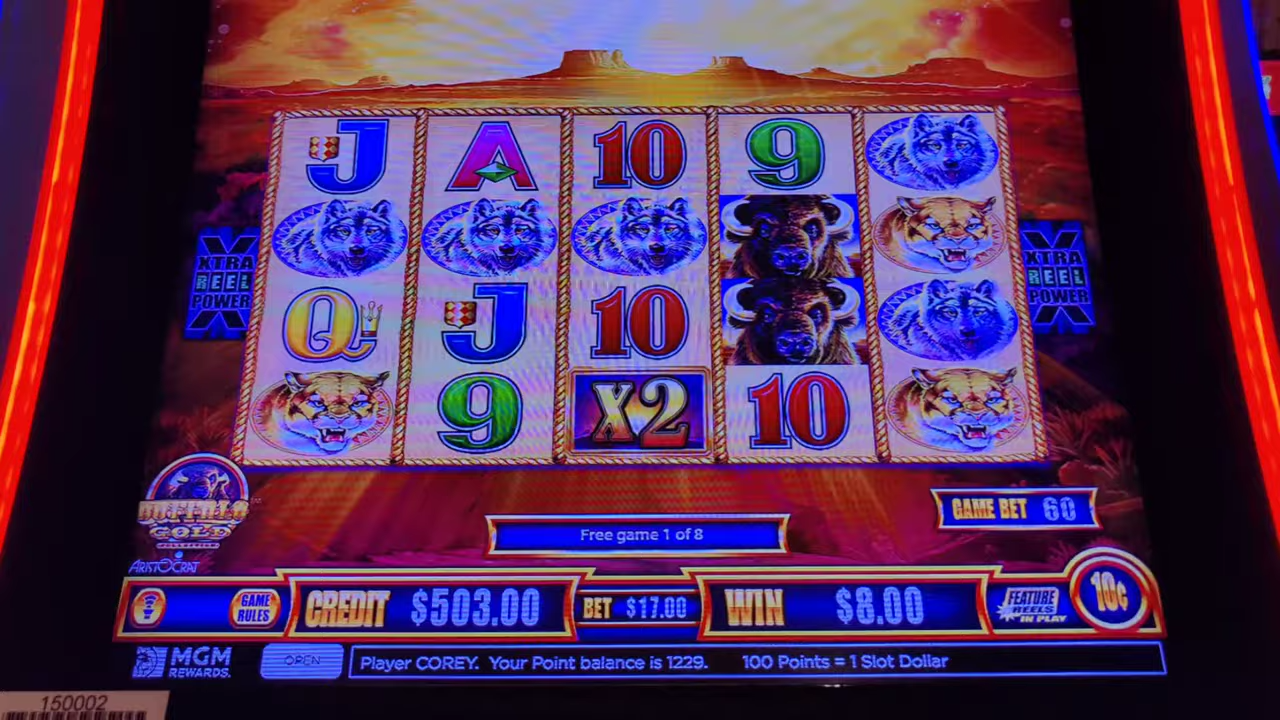 J A 10 9
Q J 10
9 X2 10
XTRA
REEL
POWER
X
XTRA
REEL
POWER
X
BUFFALO
GOLD
COLLECTION
ARISTOCRAT
Free game 1 of 8
GAME BET 60
GAME
RULES
CREDIT $503.00
BET $17.00
WIN $8.00
FEATURE
REELS
IN PLAY
10¢
MGM
REWARDS.
OPEN
Player COREY. Your Point balance is 1229. 100 Points = 1 Slot Dollar
150002